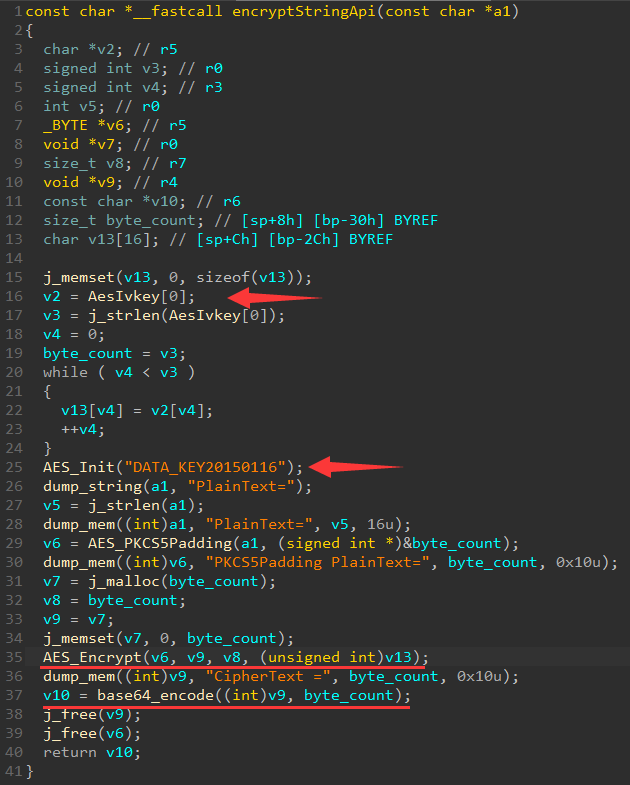 1 const char *__fastcall encryptStringApi(const char *a1)
2 {
3   char *v2; // r5
4   signed int v3; // r0
5   signed int v4; // r3
6   int v5; // r0
7   _BYTE *v6; // r5
8   void *v7; // r0
9   size_t v8; // r7
10   void *v9; // r4
11   const char *v10; // r6
12   size_t byte_count; // [sp+8h] [bp-30h] BYREF
13   char v13[16]; // [sp+Ch] [bp-2Ch] BYREF
14
15   j_memset(v13, 0, sizeof(v13));
16   v2 = AesIvkey[0];
17   v3 = j_strlen(AesIvkey[0]);
18   v4 = 0;
19   byte_count = v3;
20   while ( v4 < v3 )
21   {
22     v13[v4] = v2[v4];
23     ++v4;
24   }
25   AES_Init("DATA_KEY20150116");
26   dump_string(a1, "PlainText=");
27   v5 = j_strlen(a1);
28   dump_mem((int)a1, "PlainText=", v5, 16u);
29   v6 = AES_PKCS5Padding(a1, (signed int *)&byte_count);
30   dump_mem((int)v6, "PKCS5Padding PlainText=", byte_count, 0x10u);
31   v7 = j_malloc(byte_count);
32   v8 = byte_count;
33   v9 = v7;
34   j_memset(v7, 0, byte_count);
35   AES_Encrypt(v6, v9, v8, (unsigned int)v13);
36   dump_mem((int)v9, "CipherText =", byte_count, 0x10u);
37   v10 = base64_encode((int)v9, byte_count);
38   j_free(v9);
39   j_free(v6);
40   return v10;
41 }